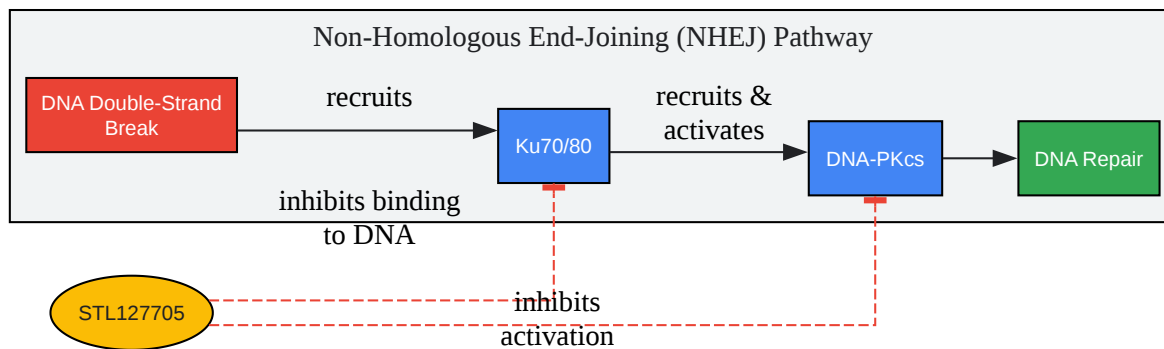 Non-Homologous End-Joining (NHEJ) Pathway
DNA Double-Strand
Break
recruits
Ku70/80
recruits &
activates
DNA-PKcs
DNA Repair
inhibits binding
to DNA
STL127705
inhibits
activation